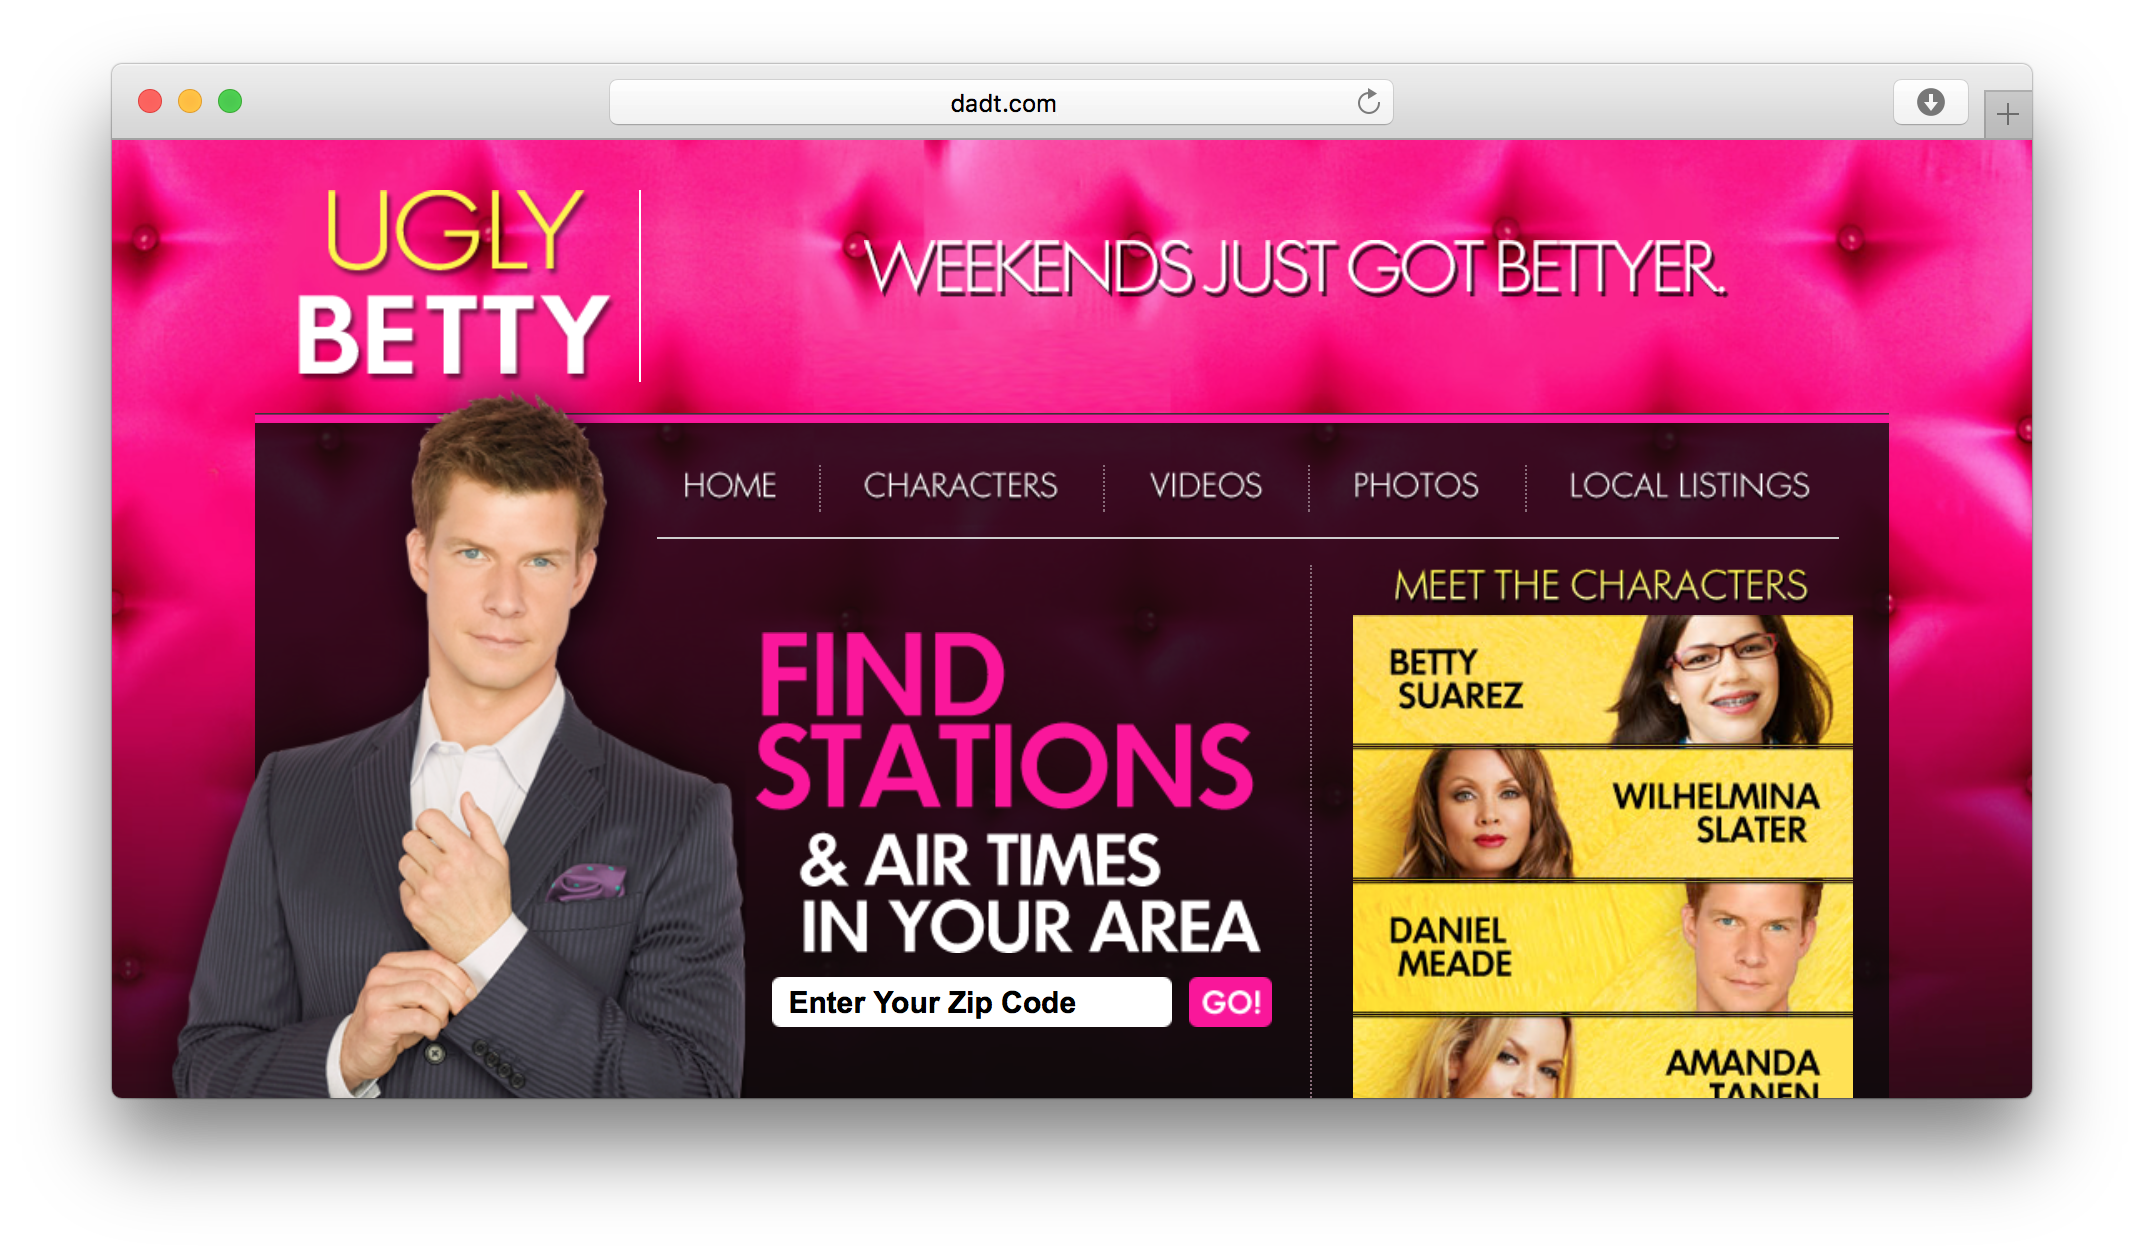 dadt.com
UGLY
BETTY
WEEKENDS JUST GOT BETTYER.
HOME
CHARACTERS
VIDEOS
PHOTOS
LOCAL LISTINGS
FIND
STATIONS
& AIR TIMES
IN YOUR AREA
Enter Your Zip Code
GO!
MEET THE CHARACTERS
BETTY
SUAREZ
WILHELMINA
SLATER
DANIEL
MEADE
AMANDA
TANEN